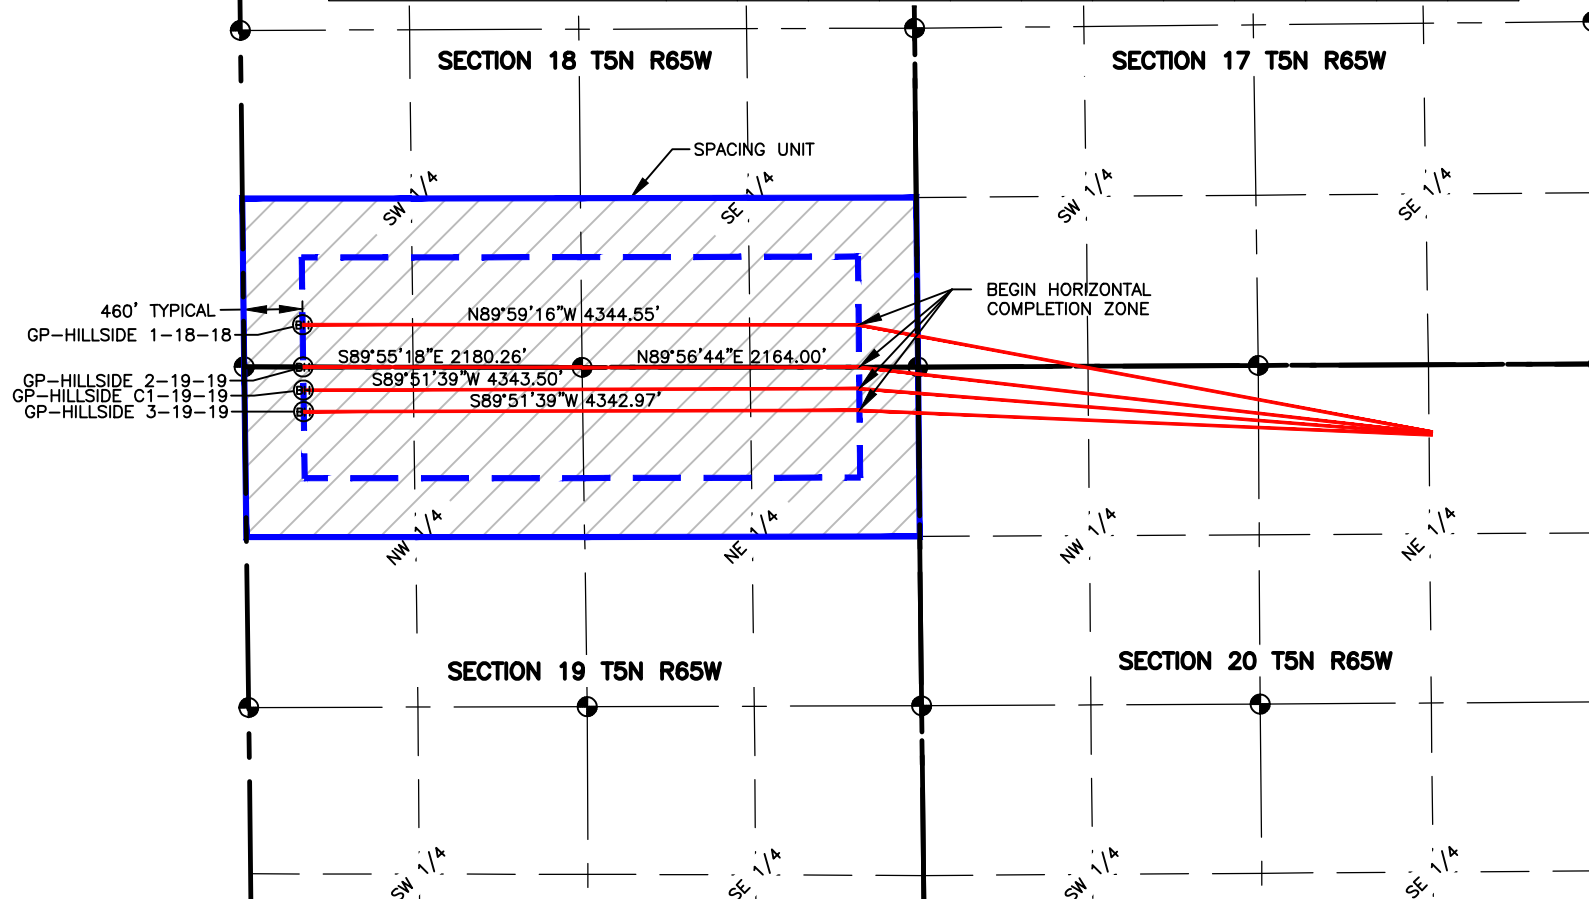 SECTION 18 T5N R65W
SECTION 17 T5N R65W
SPACING UNIT
SW 1/4
SE 1/4
SW 1/4
SE 1/4
460' TYPICAL
GP-HILLSIDE 1-18-18
GP-HILLSIDE 2-19-19
GP-HILLSIDE C1-19-19
GP-HILLSIDE 3-19-19
N89°59'16"W 4344.55'
S89°55'18"E 2180.26'
N89°56'44"E 2164.00'
S89°51'39"W 4343.50'
S89°51'39"W 4342.97'
BEGIN HORIZONTAL
COMPLETION ZONE
NW 1/4
NE 1/4
NW 1/4
NE 1/4
SECTION 19 T5N R65W
SECTION 20 T5N R65W
SW 1/4
SE 1/4
SW 1/4
SE 1/4